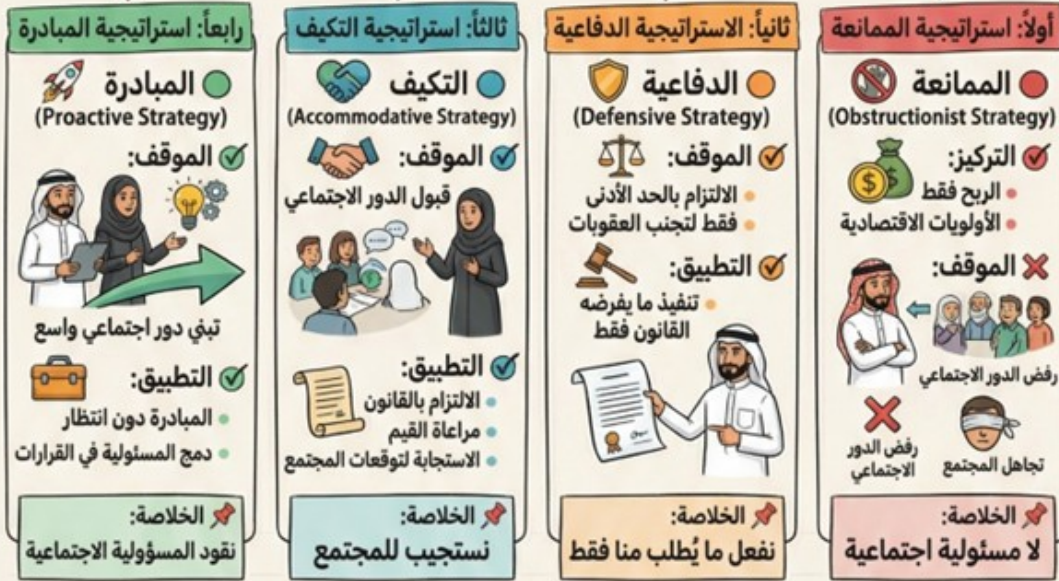 أولاً: استراتيجية الممانعة
الممانعة
(Obstructionist Strategy)
التركيز:
الربح فقط
الأولويات الاقتصادية
الموقف:
رفض الدور الاجتماعي
تجاهل المجتمع
رفض الدور
الاجتماعي
الخلاصة:
لا مسئولية اجتماعية
ثانياً: الاستراتيجية الدفاعية
الدفاعية
(Defensive Strategy)
الموقف:
الالتزام بالحد الأدنى
فقط لتجنب العقوبات
التطبيق:
تنفيذ ما يفرضه
القانون فقط
الخلاصة:
نفعل ما يُطلب منا فقط
ثالثاً: استراتيجية التكيف
التكيف
(Accommodative Strategy)
الموقف:
قبول الدور الاجتماعي
التطبيق:
الالتزام بالقانون
مراعاة القيم
الاستجابة لتوقعات المجتمع
الخلاصة:
نستجيب للمجتمع
رابعاً: استراتيجية المبادرة
المبادرة
(Proactive Strategy)
الموقف:
تبني دور اجتماعي واسع
التطبيق:
المبادرة دون انتظار
دمج المسئولية في القرارات
الخلاصة:
نقود المسؤولية الاجتماعية